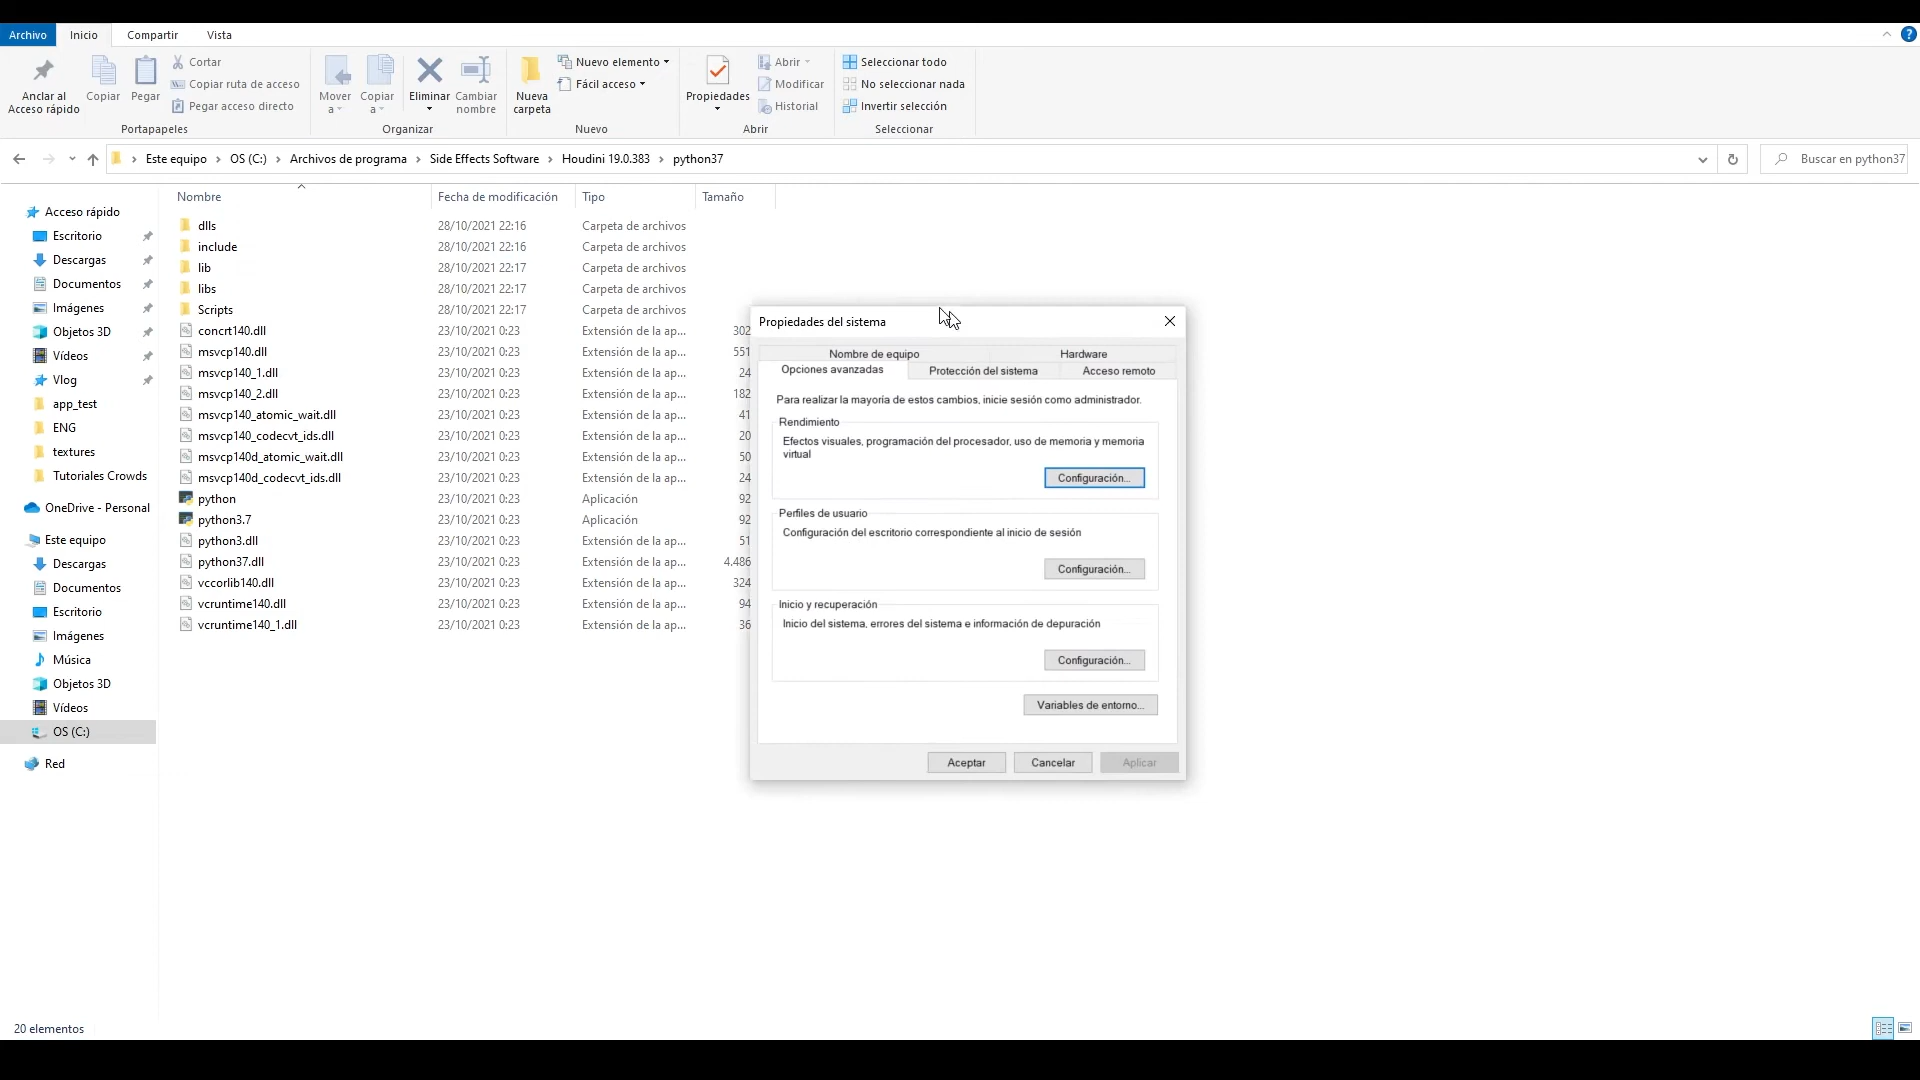 Archivo Inicio Compartir Vista
Anclar al Acceso rápido
Copiar
Pegar
Cortar
Copiar ruta de acceso
Pegar acceso directo
Portapapeles
Mover a
Copiar a
Eliminar
Cambiar nombre
Organizar
Nueva carpeta
Nuevo elemento
Fácil acceso
Nuevo
Propiedades
Abrir
Modificar
Historial
Abrir
Seleccionar todo
No seleccionar nada
Invertir selección
Seleccionar
Este equipo > OS (C:) > Archivos de programa > Side Effects Software > Houdini 19.0.383 > python37
Buscar en python37
Acceso rápido
Escritorio
Descargas
Documentos
Imágenes
Objetos 3D
Vídeos
Vlog
app_test
ENG
textures
Tutoriales Crowds
OneDrive - Personal
Este equipo
Descargas
Documentos
Escritorio
Imágenes
Música
Objetos 3D
Vídeos
OS (C:)
Red
Nombre Fecha de modificación Tipo Tamaño
dlls 28/10/2021 22:16 Carpeta de archivos
include 28/10/2021 22:16 Carpeta de archivos
lib 28/10/2021 22:17 Carpeta de archivos
libs 28/10/2021 22:17 Carpeta de archivos
Scripts 28/10/2021 22:17 Carpeta de archivos
concrt140.dll 23/10/2021 0:23 Extensión de la ap... 302
msvcp140.dll 23/10/2021 0:23 Extensión de la ap... 551
msvcp140_1.dll 23/10/2021 0:23 Extensión de la ap... 24
msvcp140_2.dll 23/10/2021 0:23 Extensión de la ap... 182
msvcp140_atomic_wait.dll 23/10/2021 0:23 Extensión de la ap... 41
msvcp140_codecvt_ids.dll 23/10/2021 0:23 Extensión de la ap... 20
msvcp140d_atomic_wait.dll 23/10/2021 0:23 Extensión de la ap... 50
msvcp140d_codecvt_ids.dll 23/10/2021 0:23 Extensión de la ap... 24
python 23/10/2021 0:23 Aplicación 92
python3.7 23/10/2021 0:23 Aplicación 92
python3.dll 23/10/2021 0:23 Extensión de la ap... 51
python37.dll 23/10/2021 0:23 Extensión de la ap... 4.486
vccorlib140.dll 23/10/2021 0:23 Extensión de la ap... 324
vcruntime140.dll 23/10/2021 0:23 Extensión de la ap... 94
vcruntime140_1.dll 23/10/2021 0:23 Extensión de la ap... 36
Propiedades del sistema
Nombre de equipo Hardware
Opciones avanzadas Protección del sistema Acceso remoto
Para realizar la mayoría de estos cambios, inicie sesión como administrador.
Rendimiento
Efectos visuales, programación del procesador, uso de memoria y memoria
virtual
Configuración...
Perfiles de usuario
Configuración del escritorio correspondiente al inicio de sesión
Configuración...
Inicio y recuperación
Inicio del sistema, errores del sistema e información de depuración
Configuración...
Variables de entorno...
Aceptar Cancelar Aplicar
20 elementos